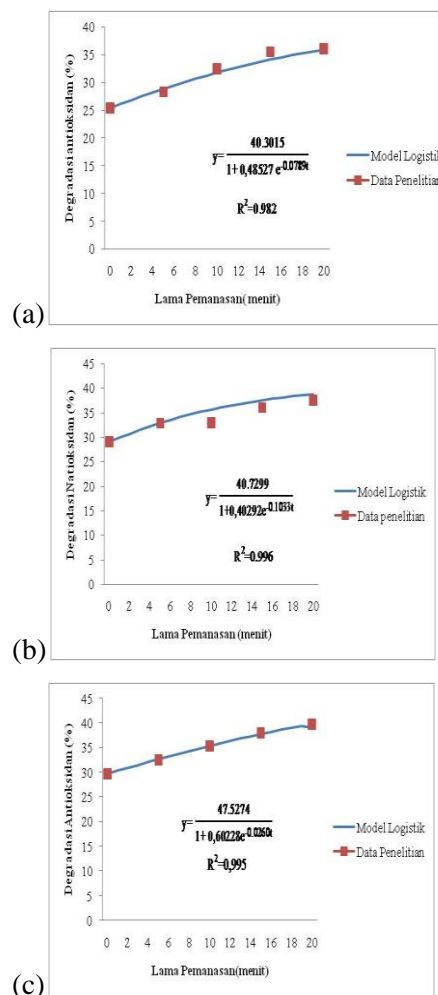 Degradasi antioksidan (%)
40
35
30
25
20
15
10
5
0
40.3015
y=
1+0,48527 e^-0.0789t
R²=0.982
Model Logistik
Data Penelitian
0 2 4 6 8 10 12 14 16 18 20
Lama Pemanasan( menit)
(a)
Degradasi Natioksidan (%)
45
40
35
30
25
20
15
10
5
0
40.7299
y=
1+0,40292e^-0.1033t
R²=0.996
Model Logistik
Data penelitian
0 2 4 6 8 10 12 14 16 18 20
Lama Pemanasan (menit)
(b)
Degradasi Antioksidan (%)
45
40
35
30
25
20
15
10
5
0
47.5274
y=
1+ 0,60228e^-0.0260t
R²=0,995
Model Logistik
Data Penelitian
0 2 4 6 8 10 12 14 16 18 20
Lama Pemanasan(menit)
(c)